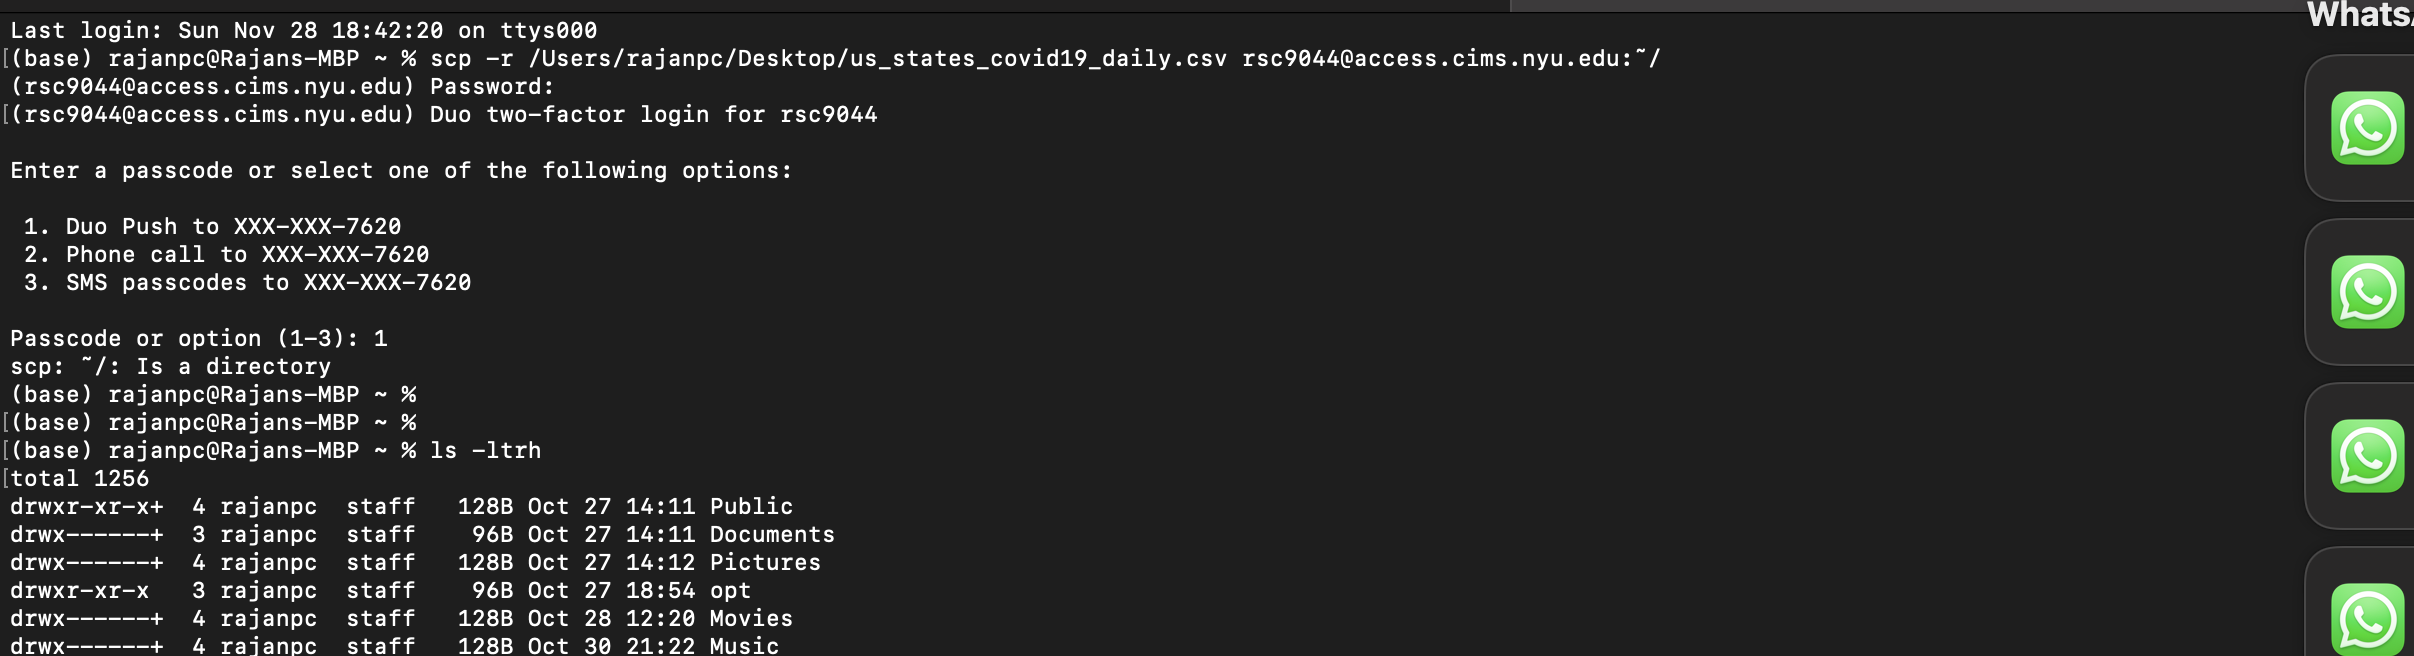 Whats
Last login: Sun Nov 28 18:42:20 on ttys000
[(base) rajanpc@Rajans-MBP ~ % scp -r /Users/rajanpc/Desktop/us_states_covid19_daily.csv rsc9044@access.cims.nyu.edu:~/
(rsc9044@access.cims.nyu.edu) Password:
[(rsc9044@access.cims.nyu.edu) Duo two-factor login for rsc9044
Enter a passcode or select one of the following options:
1. Duo Push to XXX-XXX-7620
2. Phone call to XXX-XXX-7620
3. SMS passcodes to XXX-XXX-7620
Passcode or option (1-3): 1
scp: ~/: Is a directory
(base) rajanpc@Rajans-MBP ~ %
[(base) rajanpc@Rajans-MBP ~ %
[(base) rajanpc@Rajans-MBP ~ % ls -ltrh
[total 1256
drwxr-xr-x+  4 rajanpc  staff   128B Oct 27 14:11 Public
drwx------+  3 rajanpc  staff    96B Oct 27 14:11 Documents
drwx------+  4 rajanpc  staff   128B Oct 27 14:12 Pictures
drwxr-xr-x   3 rajanpc  staff    96B Oct 27 18:54 opt
drwx------+  4 rajanpc  staff   128B Oct 28 12:20 Movies
drwx------+  4 rajanpc  staff   128B Oct 30 21:22 Music